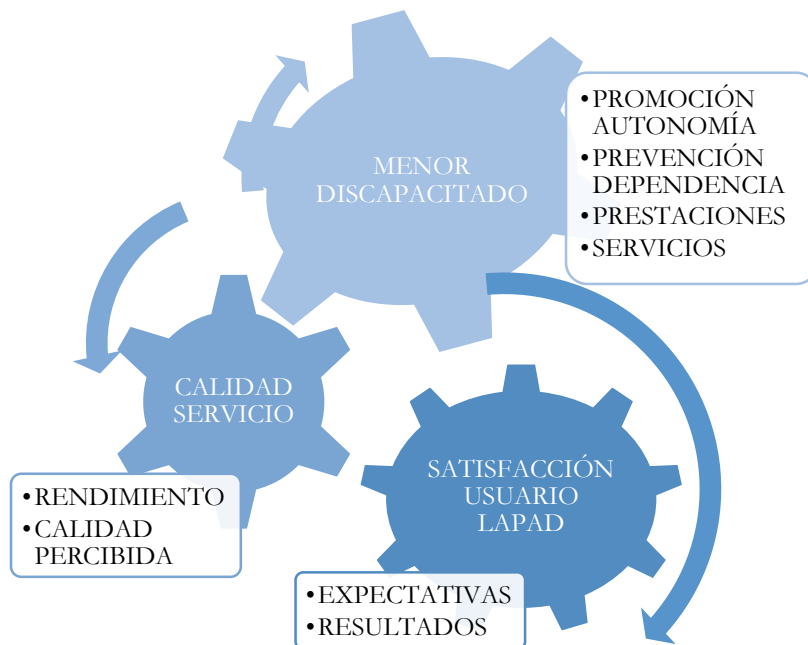 MENOR
DISCAPACITADO
•PROMOCIÓN
AUTONOMÍA
•PREVENCIÓN
DEPENDENCIA
•PRESTACIONES
•SERVICIOS
CALIDAD
SERVICIO
•RENDIMIENTO
•CALIDAD
PERCIBIDA
SATISFACCIÓN
USUARIO
LAPAD
•EXPECTATIVAS
•RESULTADOS